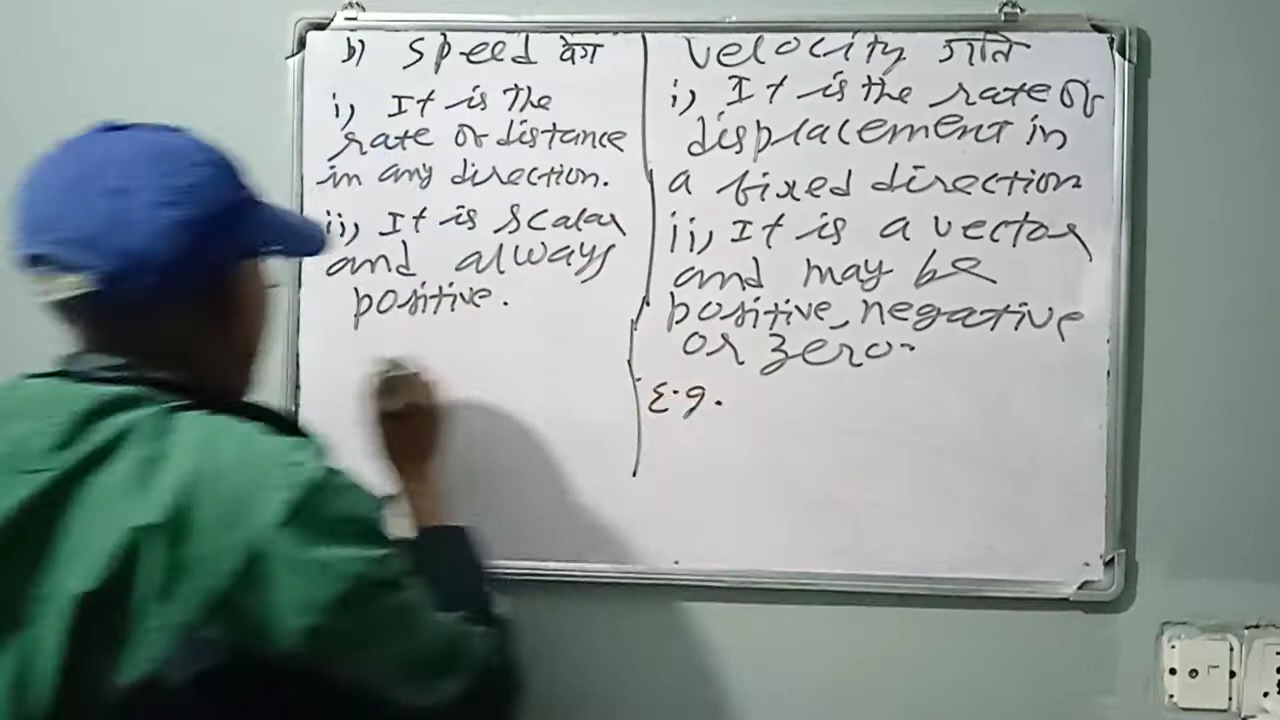 b) speed वेग
i) It is the
rate of distance
in any direction.
ii) It is scalar
and always
positive.
velocity गति
i) It is the rate of
displacement in
a fixed direction
ii) It is a vector
and may be
positive, negative
or zero.
E.g.